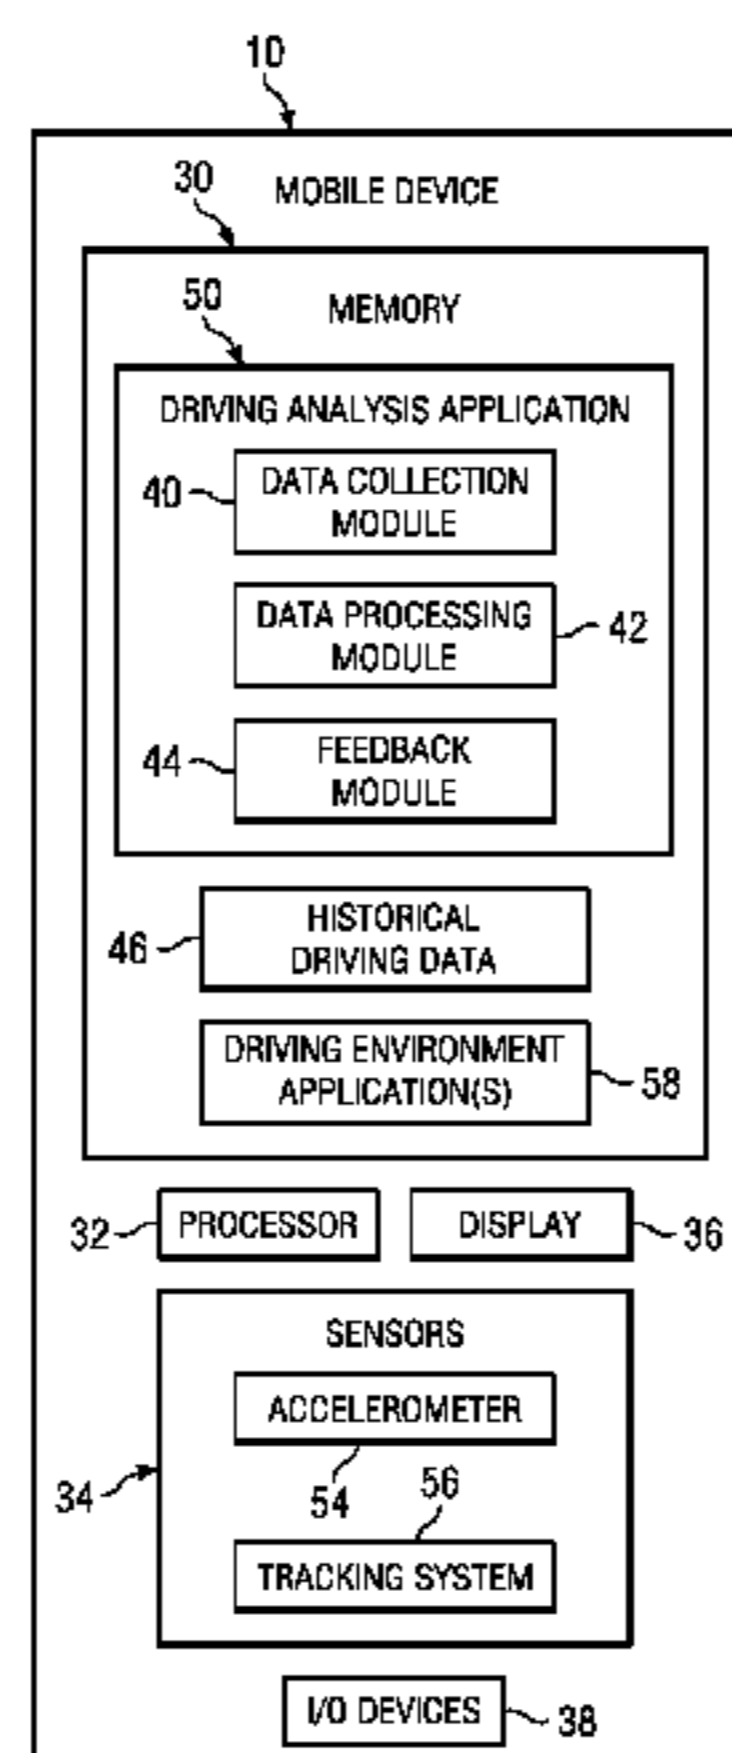 10
MOBILE DEVICE
30
MEMORY
50
DRIVING ANALYSIS APPLICATION
40
DATA COLLECTION
MODULE
DATA PROCESSING
MODULE
42
44
FEEDBACK
MODULE
46
HISTORICAL
DRIVING DATA
DRIVING ENVIRONMENT
APPLICATION(S)
58
32
PROCESSOR
DISPLAY
36
SENSORS
ACCELEROMETER
54
34
56
TRACKING SYSTEM
I/O DEVICES
38